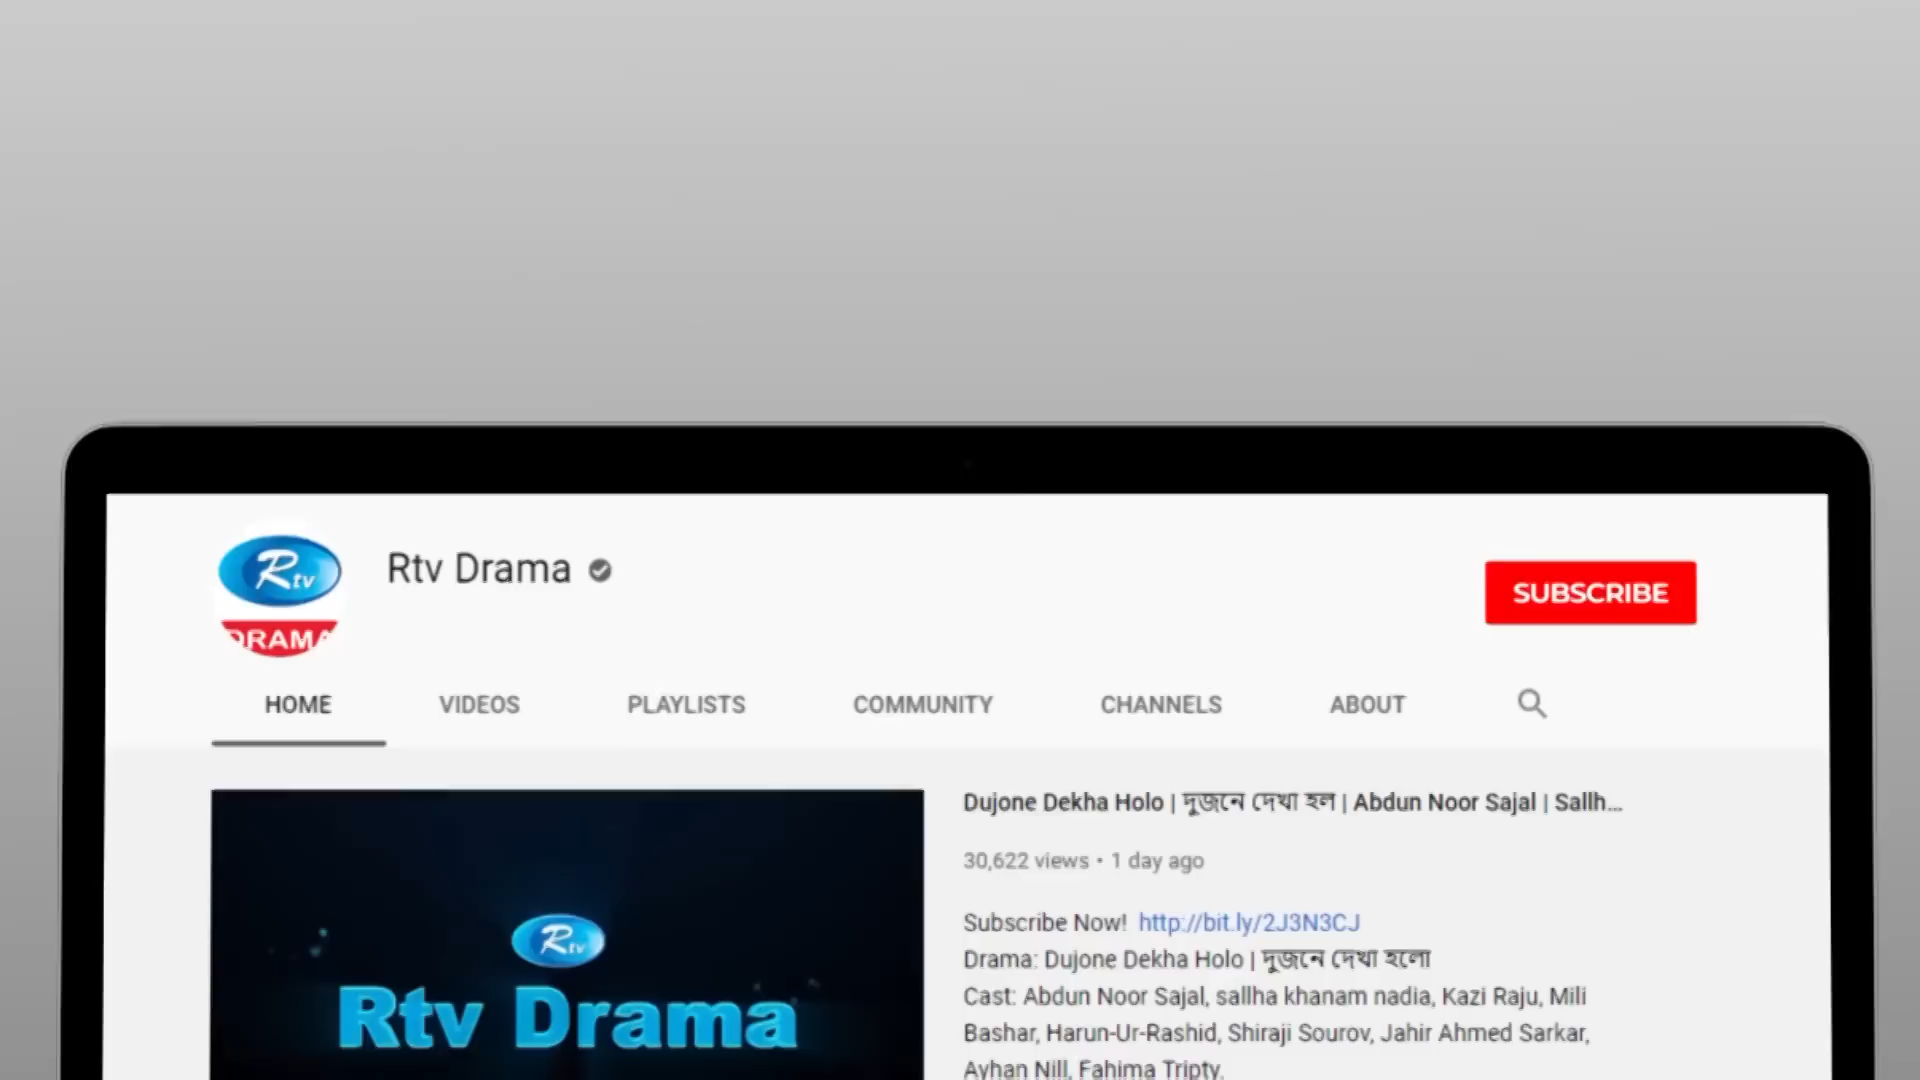 Rtv
DRAMA
Rtv Drama
SUBSCRIBE
HOME VIDEOS PLAYLISTS COMMUNITY CHANNELS ABOUT
Rtv
Rtv Drama
Dujone Dekha Holo | দুজনে দেখা হল | Abdun Noor Sajal | Sallh...
30,622 views • 1 day ago
Subscribe Now! http://bit.ly/2J3N3CJ
Drama: Dujone Dekha Holo | দুজনে দেখা হলো
Cast: Abdun Noor Sajal, sallha khanam nadia, Kazi Raju, Mili
Bashar, Harun-Ur-Rashid, Shiraji Sourov, Jahir Ahmed Sarkar,
Ayhan Nill, Fahima Tripty.